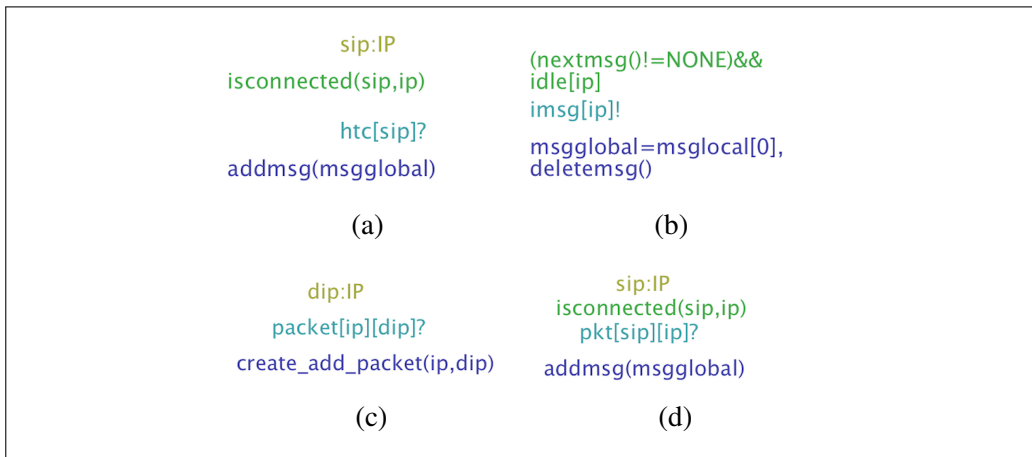 sip:IP
isconnected(sip,ip)
htc[sip]?
addmsg(msgglobal)
(a)
(nextmsg()!=NONE)&&
idle[ip]
imsg[ip]!
msgglobal=msglocal[0],
deletemsg()
(b)
dip:IP
packet[ip][dip]?
create_add_packet(ip,dip)
(c)
sip:IP
isconnected(sip,ip)
pkt[sip][ip]?
addmsg(msgglobal)
(d)